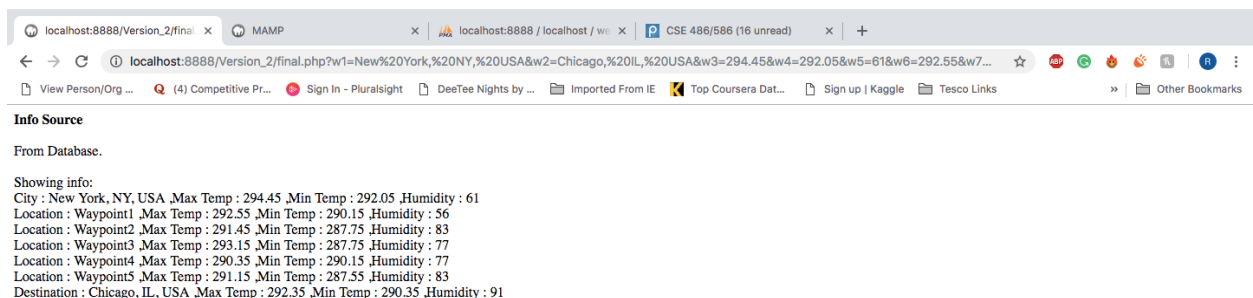 localhost:8888/Version_2/final
MAMP
localhost:8888 / localhost / we
CSE 486/586 (16 unread)
localhost:8888/Version_2/final.php?w1=New%20York,%20NY,%20USA&w2=Chicago,%20IL,%20USA&w3=294.45&w4=292.05&w5=61&w6=292.55&w7...
ABP
R
View Person/Org ...
(4) Competitive Pr...
Sign In - Pluralsight
DeeTee Nights by ...
Imported From IE
Top Coursera Dat...
Sign up | Kaggle
Tesco Links
Other Bookmarks
Info Source
From Database.
Showing info:
City : New York, NY, USA ,Max Temp : 294.45 ,Min Temp : 292.05 ,Humidity : 61
Location : Waypoint1 ,Max Temp : 292.55 ,Min Temp : 290.15 ,Humidity : 56
Location : Waypoint2 ,Max Temp : 291.45 ,Min Temp : 287.75 ,Humidity : 83
Location : Waypoint3 ,Max Temp : 293.15 ,Min Temp : 287.75 ,Humidity : 77
Location : Waypoint4 ,Max Temp : 290.35 ,Min Temp : 290.15 ,Humidity : 77
Location : Waypoint5 ,Max Temp : 291.15 ,Min Temp : 287.55 ,Humidity : 83
Destination : Chicago, IL, USA ,Max Temp : 292.35 ,Min Temp : 290.35 ,Humidity : 91